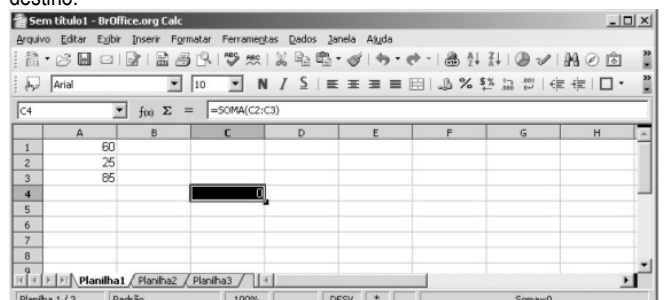 destino.
Sem título1 - BrOffice.org Calc
Arquivo Editar Exibir Inserir Formatar Ferramentas Dados Janela Ajuda
Arial 10 N I S
C4 f(x) Σ = =SOMA(C2:C3)
A B C D E F G H
1 60
2 25
3 85
4 0
5
6
7
8
9
Planilha1 Planilha2 Planilha3
Planilha 1 / 3 Padrão 100% DESV * Soma=0